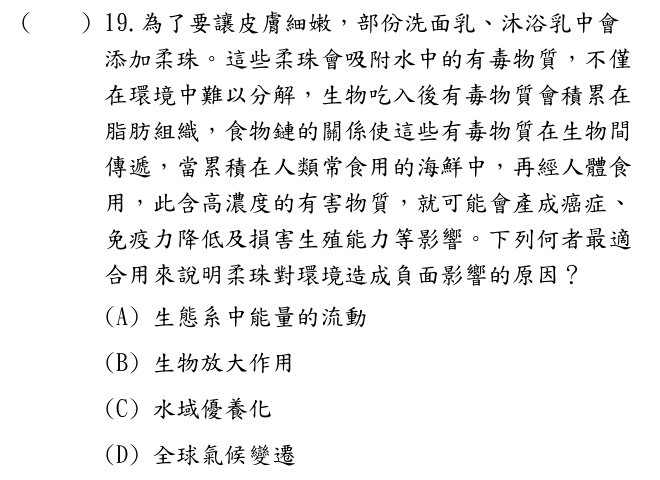 （　　）19.為了要讓皮膚細嫩，部份洗面乳、沐浴乳中會
添加柔珠。這些柔珠會吸附水中的有毒物質，不僅
在環境中難以分解，生物吃入後有毒物質會積累在
脂肪組織，食物鏈的關係使這些有毒物質在生物間
傳遞，當累積在人類常食用的海鮮中，再經人體食
用，此含高濃度的有害物質，就可能會產成癌症、
免疫力降低及損害生殖能力等影響。下列何者最適
合用來說明柔珠對環境造成負面影響的原因？
(A) 生態系中能量的流動
(B) 生物放大作用
(C) 水域優養化
(D) 全球氣候變遷